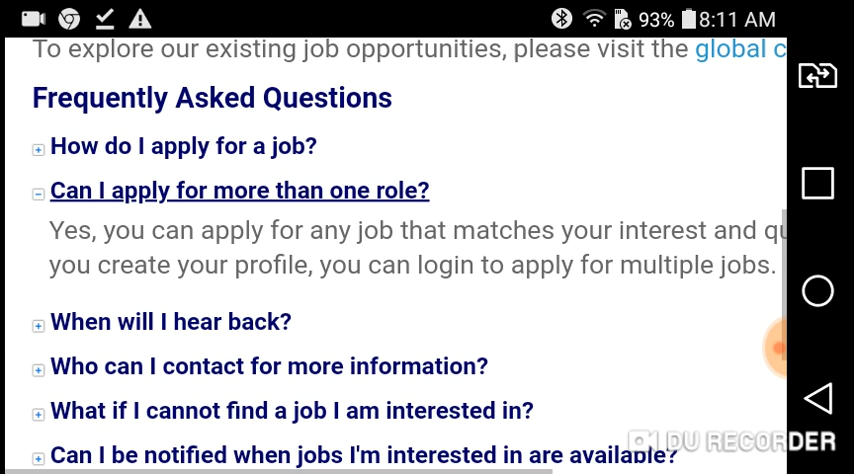 93% 8:11 AM
To explore our existing job opportunities, please visit the global c
Frequently Asked Questions
How do I apply for a job?
Can I apply for more than one role?
Yes, you can apply for any job that matches your interest and qu
you create your profile, you can login to apply for multiple jobs.
When will I hear back?
Who can I contact for more information?
What if I cannot find a job I am interested in?
Can I be notified when jobs I'm interested in are available?
DU RECORDER